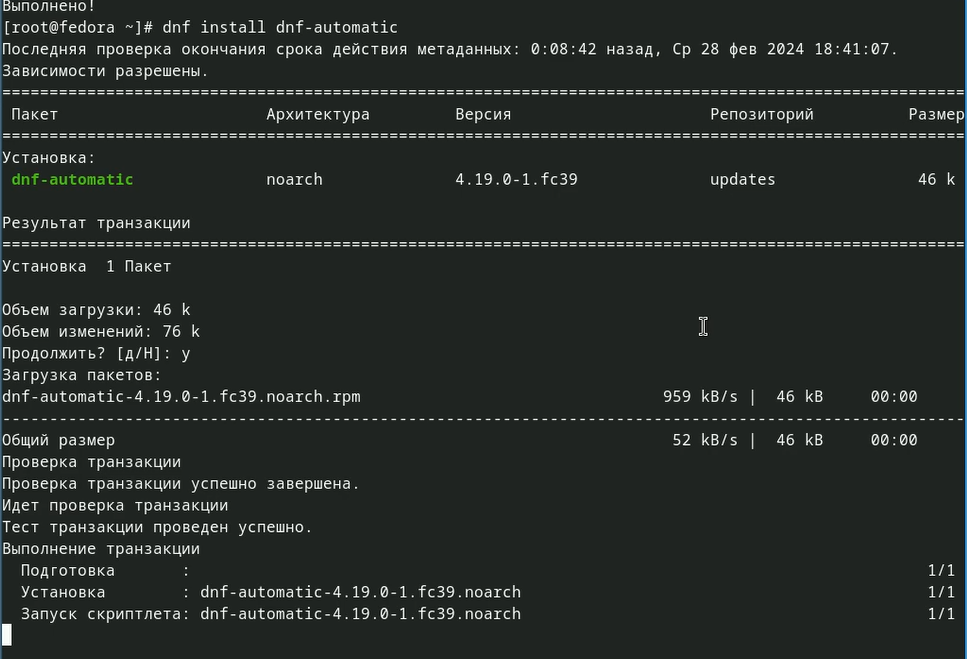 Выполнено!
[root@fedora ~]# dnf install dnf-automatic
Последняя проверка окончания срока действия метаданных: 0:08:42 назад, Ср 28 фев 2024 18:41:07.
Зависимости разрешены.
================================================================================
Пакет Архитектура Версия Репозиторий Размер
================================================================================
Установка:
dnf-automatic noarch 4.19.0-1.fc39 updates 46 k
Результат транзакции
================================================================================
Установка  1 Пакет
Объем загрузки: 46 k
Объем изменений: 76 k
Продолжить? [д/Н]: y
Загрузка пакетов:
dnf-automatic-4.19.0-1.fc39.noarch.rpm 959 kB/s |  46 kB     00:00
--------------------------------------------------------------------------------
Общий размер 52 kB/s |  46 kB     00:00
Проверка транзакции
Проверка транзакции успешно завершена.
Идет проверка транзакции
Тест транзакции проведен успешно.
Выполнение транзакции
Подготовка       : 1/1
Установка        : dnf-automatic-4.19.0-1.fc39.noarch 1/1
Запуск скриптлета: dnf-automatic-4.19.0-1.fc39.noarch 1/1